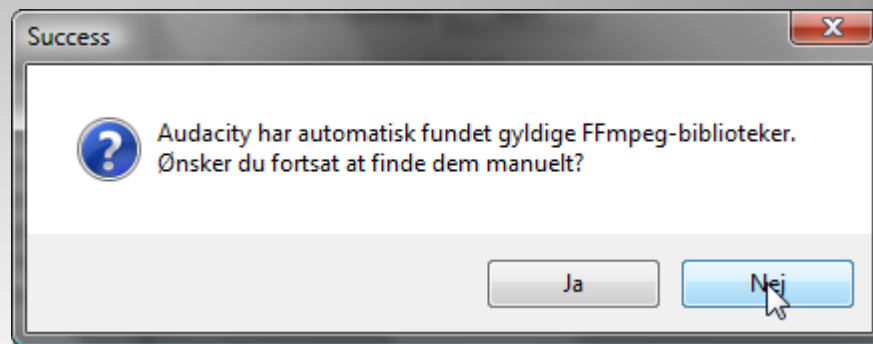 Success
Audacity har automatisk fundet gyldige FFmpeg-biblioteker.
Ønsker du fortsat at finde dem manuelt?
Ja
Nej